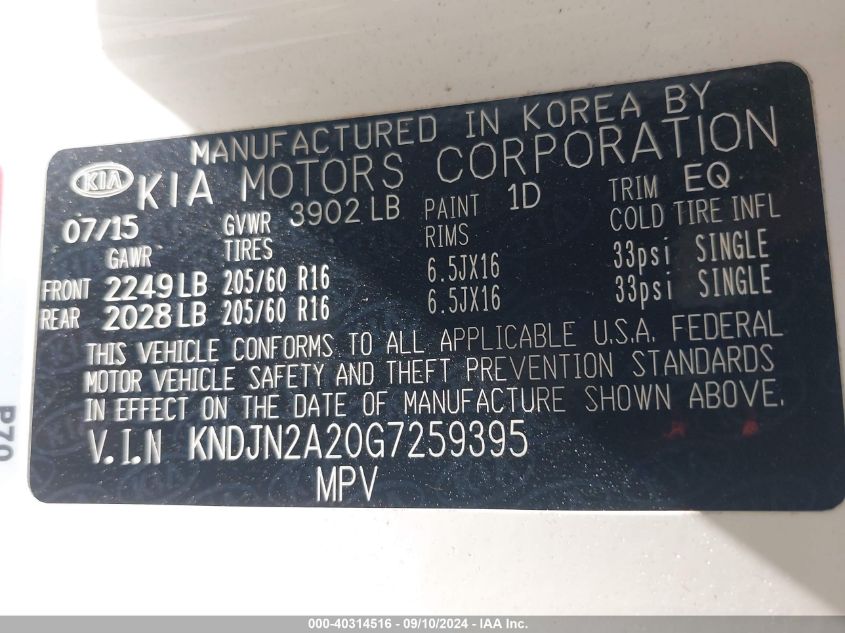 MANUFACTURED IN KOREA BY
KIA KIA MOTORS CORPORATION
07/15 GVWR 3902 LB PAINT 1D TRIM EQ
GAWR TIRES RIMS COLD TIRE INFL
FRONT 2249 LB 205/60 R16 6.5JX16 33psi SINGLE
REAR 2028 LB 205/60 R16 6.5JX16 33psi SINGLE
THIS VEHICLE CONFORMS TO ALL APPLICABLE U.S.A. FEDERAL
MOTOR VEHICLE SAFETY AND THEFT PREVENTION STANDARDS
IN EFFECT ON THE DATE OF MANUFACTURE SHOWN ABOVE.
V.I.N KNDJN2A20G7259395
MPV
P70
000-40314516 - 09/10/2024 - IAA Inc.